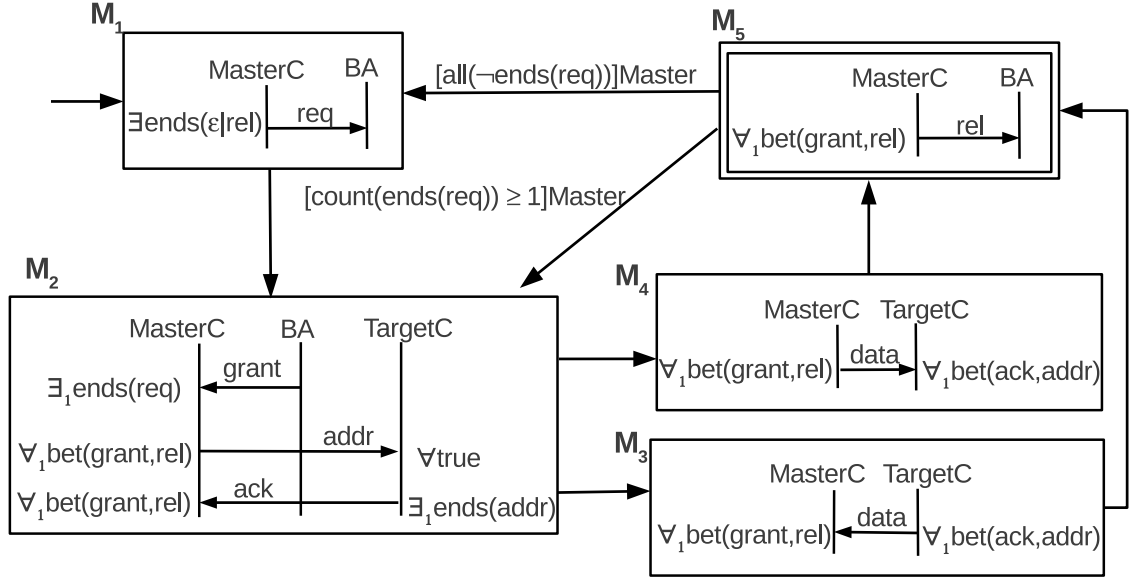 M₁
MasterC BA
∃ends(ε|rel) req
[all(¬ends(req))]Master
M₅
MasterC BA
∀₁bet(grant,rel) rel
[count(ends(req)) ≥ 1]Master
M₂
MasterC BA TargetC
grant
∃₁ends(req)
addr
∀₁bet(grant,rel) ∀true
ack
∀₁bet(grant,rel) ∃₁ends(addr)
M₄
MasterC TargetC
data
∀₁bet(grant,rel) ∀₁bet(ack,addr)
M₃
MasterC TargetC
data
∀₁bet(grant,rel) ∀₁bet(ack,addr)